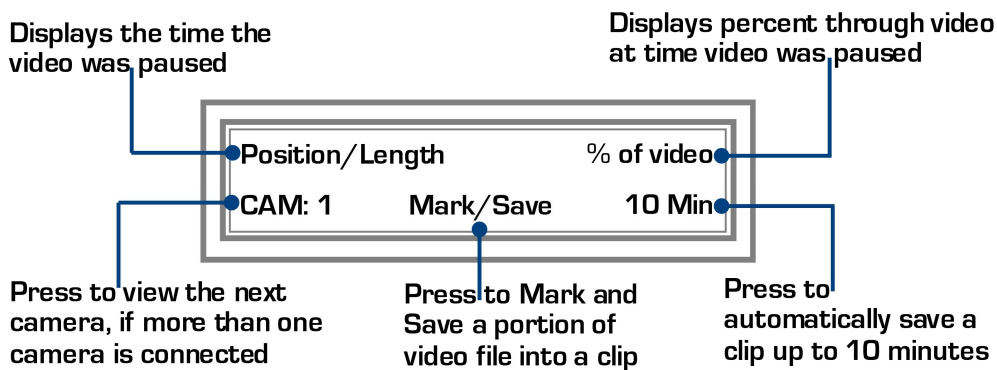 Displays the time the
video was paused
Displays percent through video
at time video was paused
Position/Length
% of video
CAM: 1
Mark/Save
10 Min
Press to view the next
camera, if more than one
camera is connected
Press to Mark and
Save a portion of
video file into a clip
Press to
automatically save a
clip up to 10 minutes